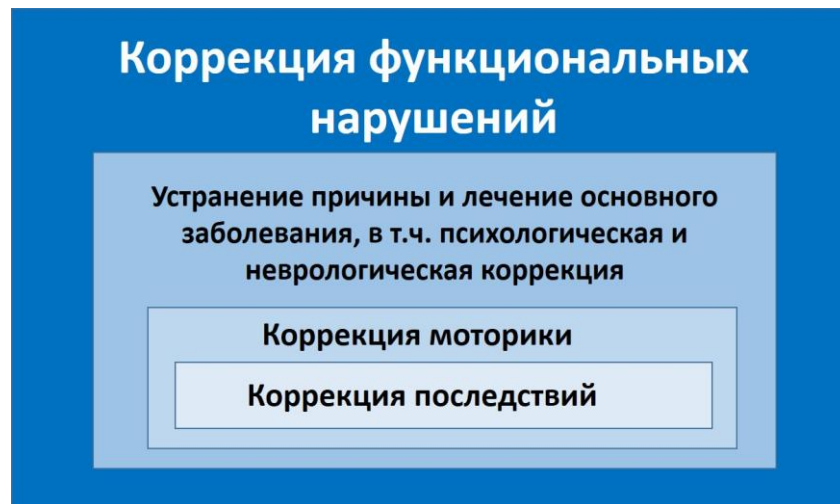 Коррекция функциональных
нарушений
Устранение причины и лечение основного
заболевания, в т.ч. психологическая и
неврологическая коррекция
Коррекция моторики
Коррекция последствий